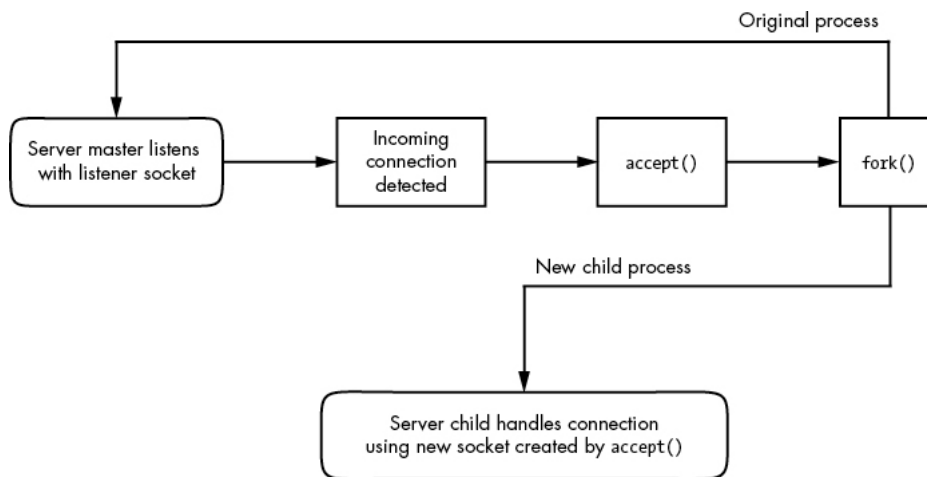 Original process
Server master listens
with listener socket
Incoming
connection
detected
accept()
fork()
New child process
Server child handles connection
using new socket created by accept()